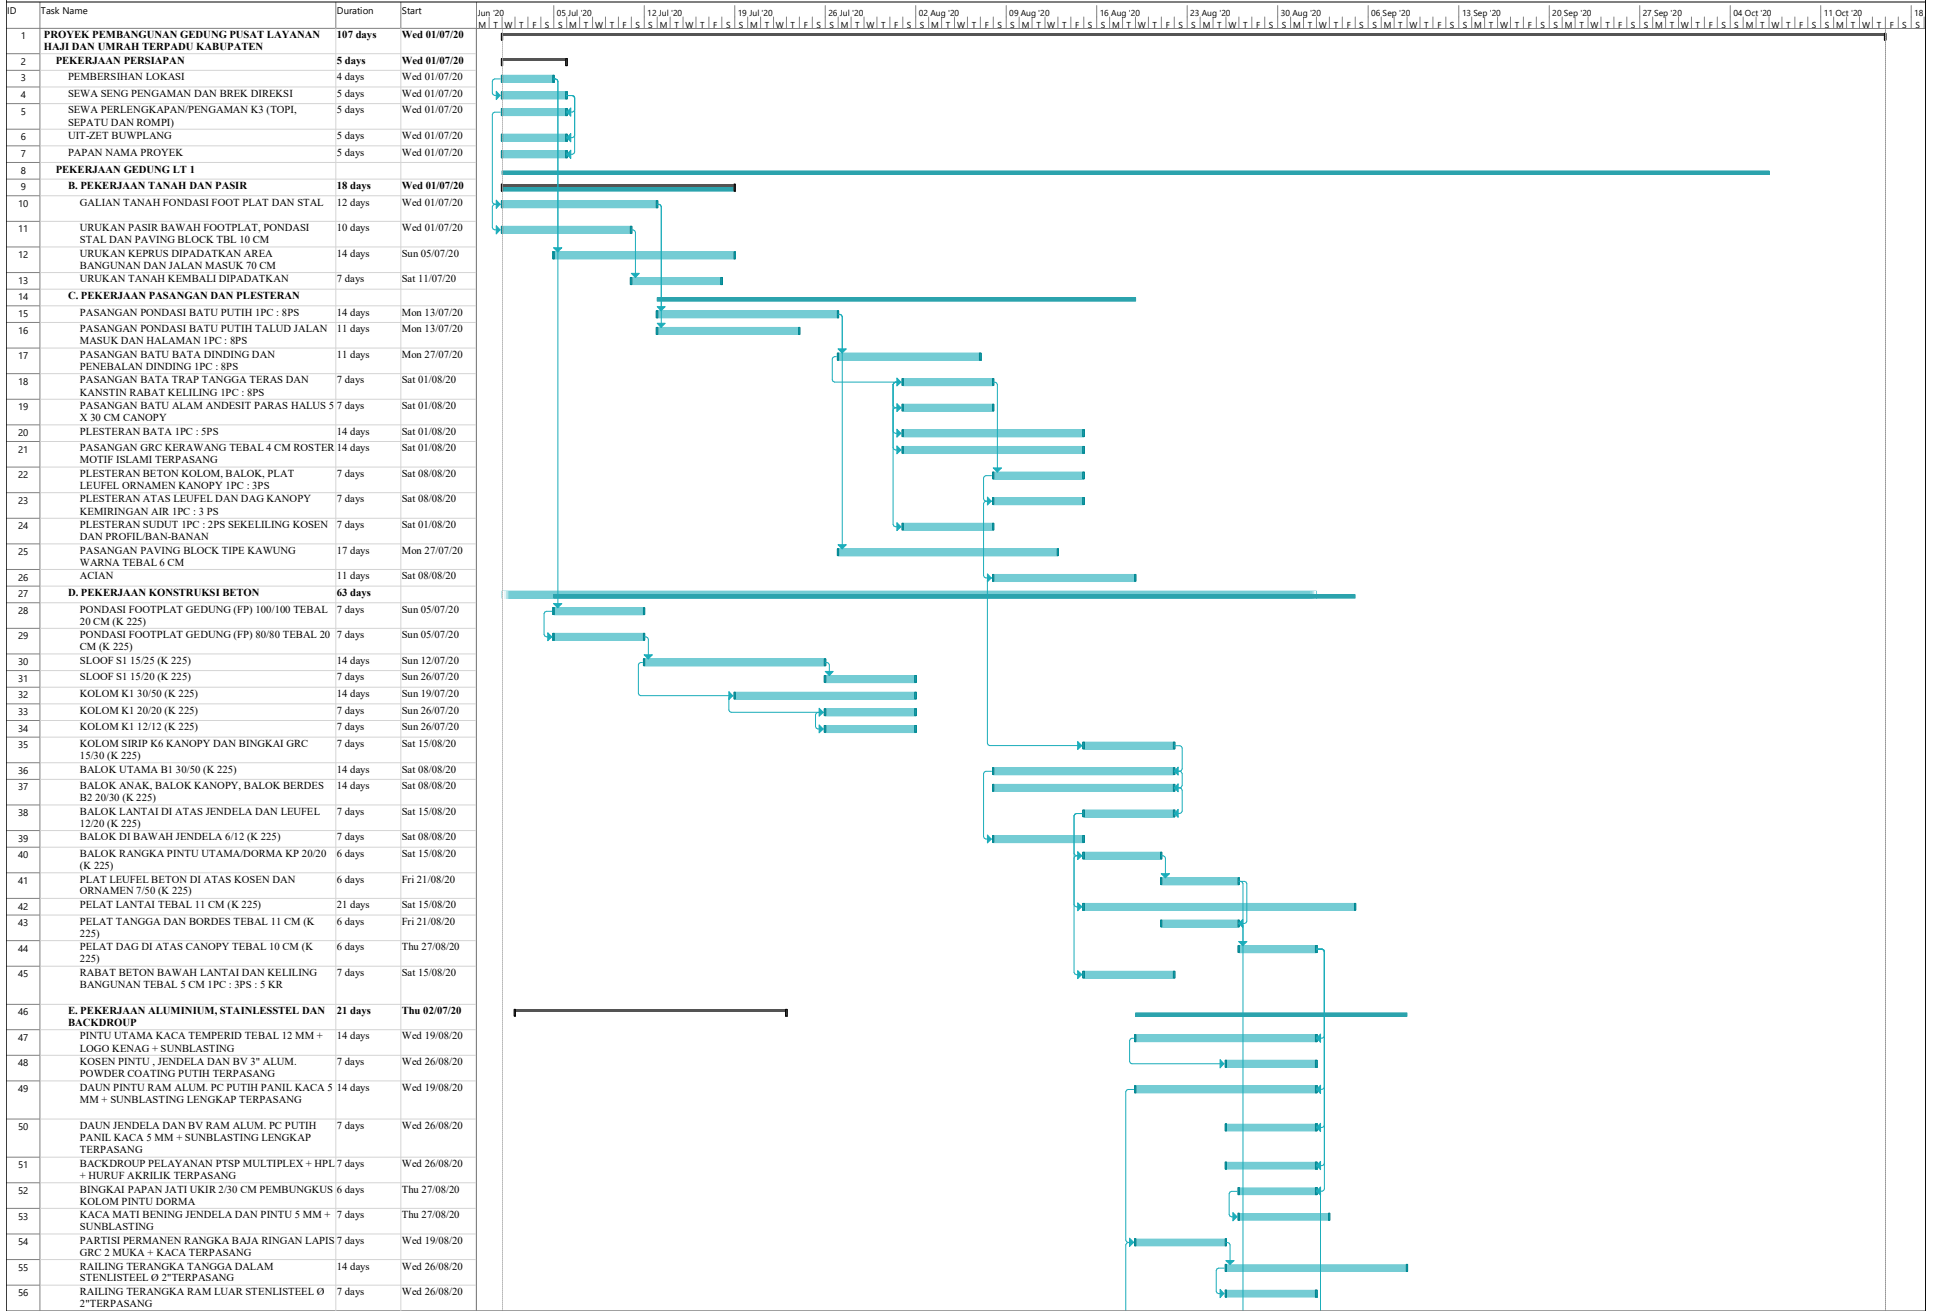 ID Task Name Duration Start
Jun '20 05 Jul '20 12 Jul '20 19 Jul '20 26 Jul '20 02 Aug '20 09 Aug '20 16 Aug '20 23 Aug '20 30 Aug '20 06 Sep '20 13 Sep '20 20 Sep '20 27 Sep '20 04 Oct '20 11 Oct '20 18
1 PROYEK PEMBANGUNAN GEDUNG PUSAT LAYANAN 107 days Wed 01/07/20
HAJI DAN UMRAH TERPADU KABUPATEN
2 PEKERJAAN PERSIAPAN 5 days Wed 01/07/20
3 PEMBERSIHAN LOKASI 4 days Wed 01/07/20
4 SEWA SENG PENGAMAN DAN BREK DIREKSI 5 days Wed 01/07/20
5 SEWA PERLENGKAPAN/PENGAMAN K3 (TOPI, 5 days Wed 01/07/20
SEPATU DAN ROMPI)
6 UIT-ZET BUWPLANG 5 days Wed 01/07/20
7 PAPAN NAMA PROYEK 5 days Wed 01/07/20
8 PEKERJAAN GEDUNG LT 1
9 B. PEKERJAAN TANAH DAN PASIR 18 days Wed 01/07/20
10 GALIAN TANAH FONDASI FOOT PLAT DAN STAL 12 days Wed 01/07/20
11 URUKAN PASIR BAWAH FOOTPLAT, PONDASI 10 days Wed 01/07/20
STAL DAN PAVING BLOCK TBL 10 CM
12 URUKAN KEPRUS DIPADATKAN AREA 14 days Sun 05/07/20
BANGUNAN DAN JALAN MASUK 70 CM
13 URUKAN TANAH KEMBALI DIPADATKAN 7 days Sat 11/07/20
14 C. PEKERJAAN PASANGAN DAN PLESTERAN
15 PASANGAN PONDASI BATU PUTIH 1PC : 8PS 14 days Mon 13/07/20
16 PASANGAN PONDASI BATU PUTIH TALUD JALAN 11 days Mon 13/07/20
MASUK DAN HALAMAN 1PC : 8PS
17 PASANGAN BATU BATA DINDING DAN 11 days Mon 27/07/20
PENEBALAN DINDING 1PC : 8PS
18 PASANGAN BATA TRAP TANGGA TERAS DAN 7 days Sat 01/08/20
KANSTIN RABAT KELILING 1PC : 8PS
19 PASANGAN BATU ALAM ANDESIT PARAS HALUS 5 7 days Sat 01/08/20
X 30 CM CANOPY
20 PLESTERAN BATA 1PC : 5PS 14 days Sat 01/08/20
21 PASANGAN GRC KERAWANG TEBAL 4 CM ROSTER 14 days Sat 01/08/20
MOTIF ISLAMI TERPASANG
22 PLESTERAN BETON KOLOM, BALOK, PLAT 7 days Sat 08/08/20
LEUFEL ORNAMEN KANOPY 1PC : 3PS
23 PLESTERAN ATAS LEUFEL DAN DAG KANOPY 7 days Sat 08/08/20
KEMIRINGAN AIR 1PC : 3 PS
24 PLESTERAN SUDUT 1PC : 2PS SEKELILING KOSEN 7 days Sat 01/08/20
DAN PROFIL/BAN-BANAN
25 PASANGAN PAVING BLOCK TIPE KAWUNG 17 days Mon 27/07/20
WARNA TEBAL 6 CM
26 ACIAN 11 days Sat 08/08/20
27 D. PEKERJAAN KONSTRUKSI BETON 63 days
28 PONDASI FOOTPLAT GEDUNG (FP) 100/100 TEBAL 7 days Sun 05/07/20
20 CM (K 225)
29 PONDASI FOOTPLAT GEDUNG (FP) 80/80 TEBAL 20 7 days Sun 05/07/20
CM (K 225)
30 SLOOF S1 15/25 (K 225) 14 days Sun 12/07/20
31 SLOOF S1 15/20 (K 225) 7 days Sun 26/07/20
32 KOLOM K1 30/50 (K 225) 14 days Sun 19/07/20
33 KOLOM K1 20/20 (K 225) 7 days Sun 26/07/20
34 KOLOM K1 12/12 (K 225) 7 days Sun 26/07/20
35 KOLOM SIRIP K6 KANOPY DAN BINGKAI GRC 7 days Sat 15/08/20
15/30 (K 225)
36 BALOK UTAMA B1 30/50 (K 225) 14 days Sat 08/08/20
37 BALOK ANAK, BALOK KANOPY, BALOK BERDES 14 days Sat 08/08/20
B2 20/30 (K 225)
38 BALOK LANTAI DI ATAS JENDELA DAN LEUFEL 7 days Sat 15/08/20
12/20 (K 225)
39 BALOK DI BAWAH JENDELA 6/12 (K 225) 7 days Sat 08/08/20
40 BALOK RANGKA PINTU UTAMA/DORMA KP 20/20 6 days Sat 15/08/20
(K 225)
41 PLAT LEUFEL BETON DI ATAS KOSEN DAN 6 days Fri 21/08/20
ORNAMEN 7/50 (K 225)
42 PELAT LANTAI TEBAL 11 CM (K 225) 21 days Sat 15/08/20
43 PELAT TANGGA DAN BORDES TEBAL 11 CM (K 6 days Fri 21/08/20
225)
44 PELAT DAG DI ATAS CANOPY TEBAL 10 CM (K 6 days Thu 27/08/20
225)
45 RABAT BETON BAWAH LANTAI DAN KELILING 7 days Sat 15/08/20
BANGUNAN TEBAL 5 CM 1PC : 3PS : 5 KR
46 E. PEKERJAAN ALUMINIUM, STAINLESSTEL DAN 21 days Thu 02/07/20
BACKDROUP
47 PINTU UTAMA KACA TEMPERID TEBAL 12 MM + 14 days Wed 19/08/20
LOGO KENAG + SUNBLASTING
48 KOSEN PINTU , JENDELA DAN BV 3" ALUM. 7 days Wed 26/08/20
POWDER COATING PUTIH TERPASANG
49 DAUN PINTU RAM ALUM. PC PUTIH PANIL KACA 5 14 days Wed 19/08/20
MM + SUNBLASTING LENGKAP TERPASANG
50 DAUN JENDELA DAN BV RAM ALUM. PC PUTIH 7 days Wed 26/08/20
PANIL KACA 5 MM + SUNBLASTING LENGKAP
TERPASANG
51 BACKDROUP PELAYANAN PTSP MULTIPLEX + HPL 7 days Wed 26/08/20
+ HURUF AKRILIK TERPASANG
52 BINGKAI PAPAN JATI UKIR 2/30 CM PEMBUNGKUS 6 days Thu 27/08/20
KOLOM PINTU DORMA
53 KACA MATI BENING JENDELA DAN PINTU 5 MM + 7 days Thu 27/08/20
SUNBLASTING
54 PARTISI PERMANEN RANGKA BAJA RINGAN LAPIS 7 days Wed 19/08/20
GRC 2 MUKA + KACA TERPASANG
55 RAILING TERANGKA TANGGA DALAM 14 days Wed 26/08/20
STENLISTEEL Ø 2"TERPASANG
56 RAILING TERANGKA RAM LUAR STENLISTEEL Ø 7 days Wed 26/08/20
2"TERPASANG